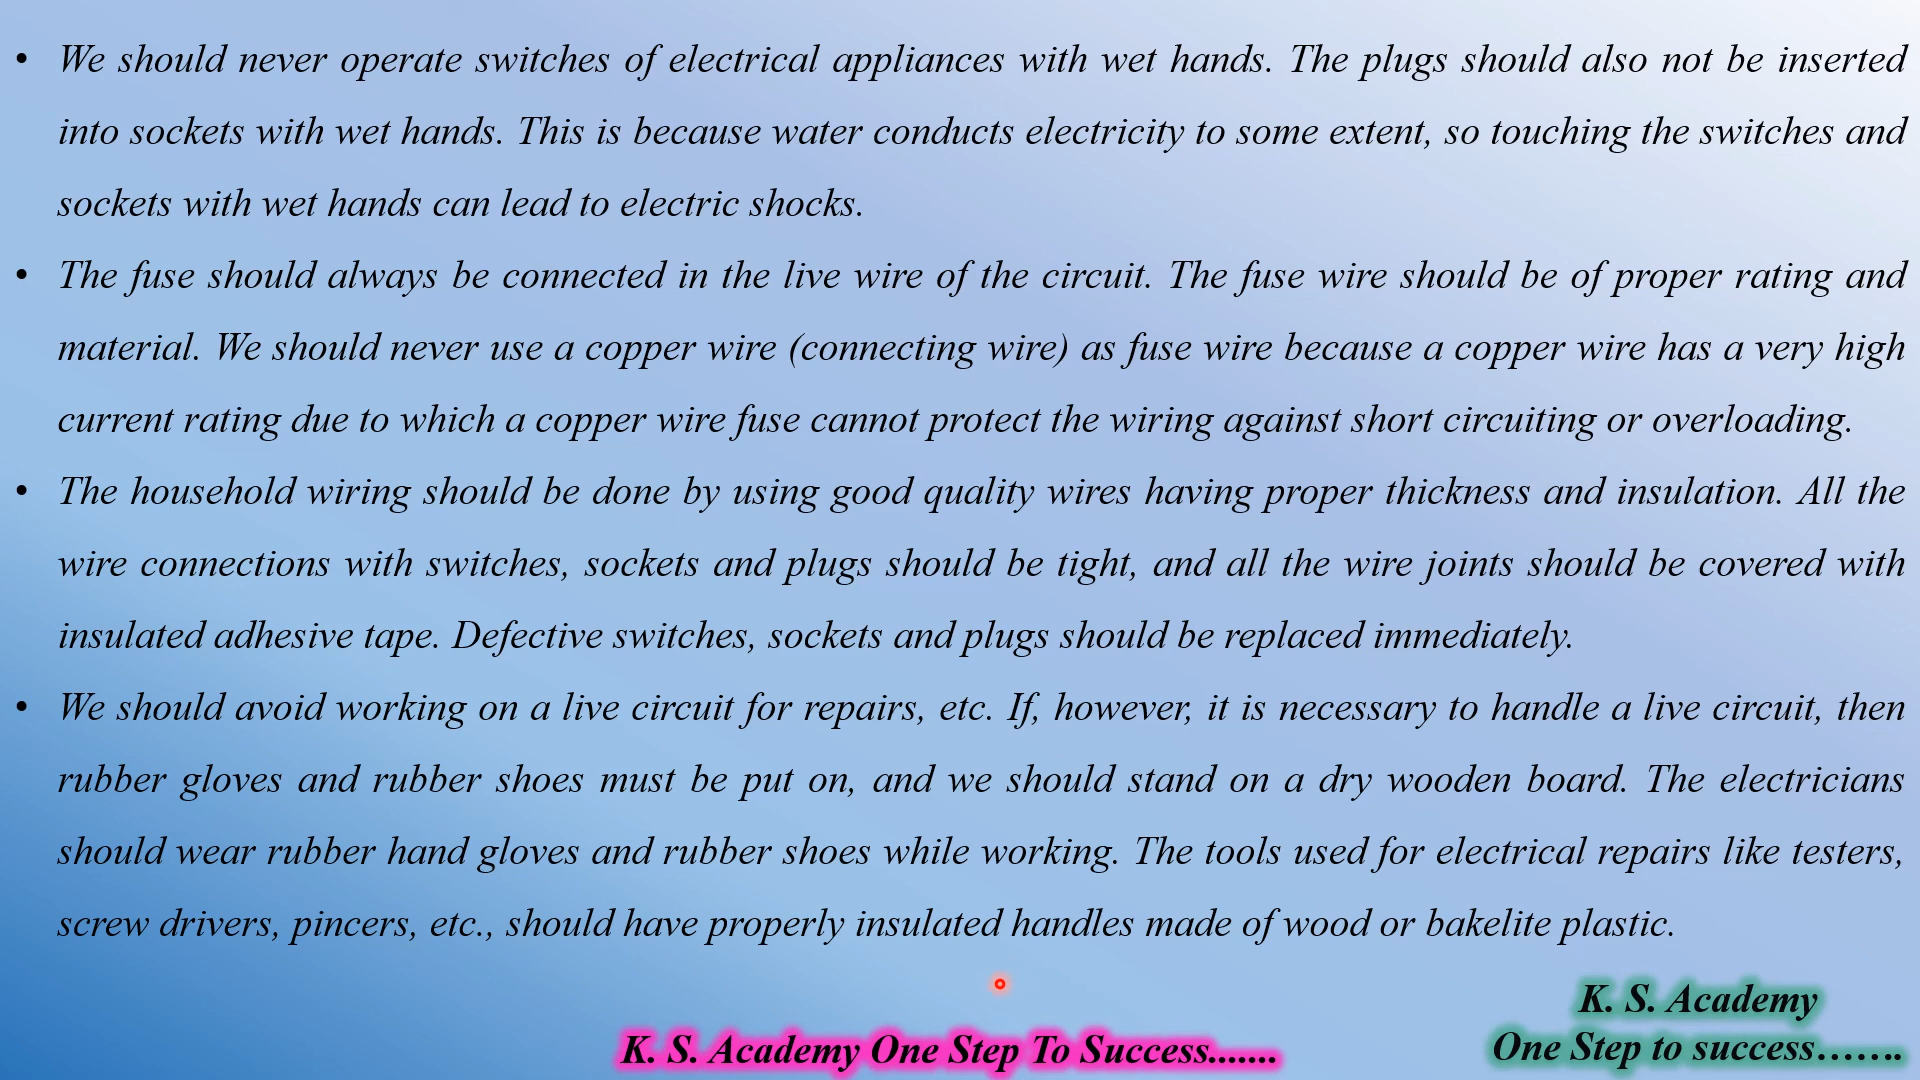 • We should never operate switches of electrical appliances with wet hands. The plugs should also not be inserted
into sockets with wet hands. This is because water conducts electricity to some extent, so touching the switches and
sockets with wet hands can lead to electric shocks.
• The fuse should always be connected in the live wire of the circuit. The fuse wire should be of proper rating and
material. We should never use a copper wire (connecting wire) as fuse wire because a copper wire has a very high
current rating due to which a copper wire fuse cannot protect the wiring against short circuiting or overloading.
• The household wiring should be done by using good quality wires having proper thickness and insulation. All the
wire connections with switches, sockets and plugs should be tight, and all the wire joints should be covered with
insulated adhesive tape. Defective switches, sockets and plugs should be replaced immediately.
• We should avoid working on a live circuit for repairs, etc. If, however, it is necessary to handle a live circuit, then
rubber gloves and rubber shoes must be put on, and we should stand on a dry wooden board. The electricians
should wear rubber hand gloves and rubber shoes while working. The tools used for electrical repairs like testers,
screw drivers, pincers, etc., should have properly insulated handles made of wood or bakelite plastic.
K. S. Academy One Step To Success.......
K. S. Academy
One Step to success…….